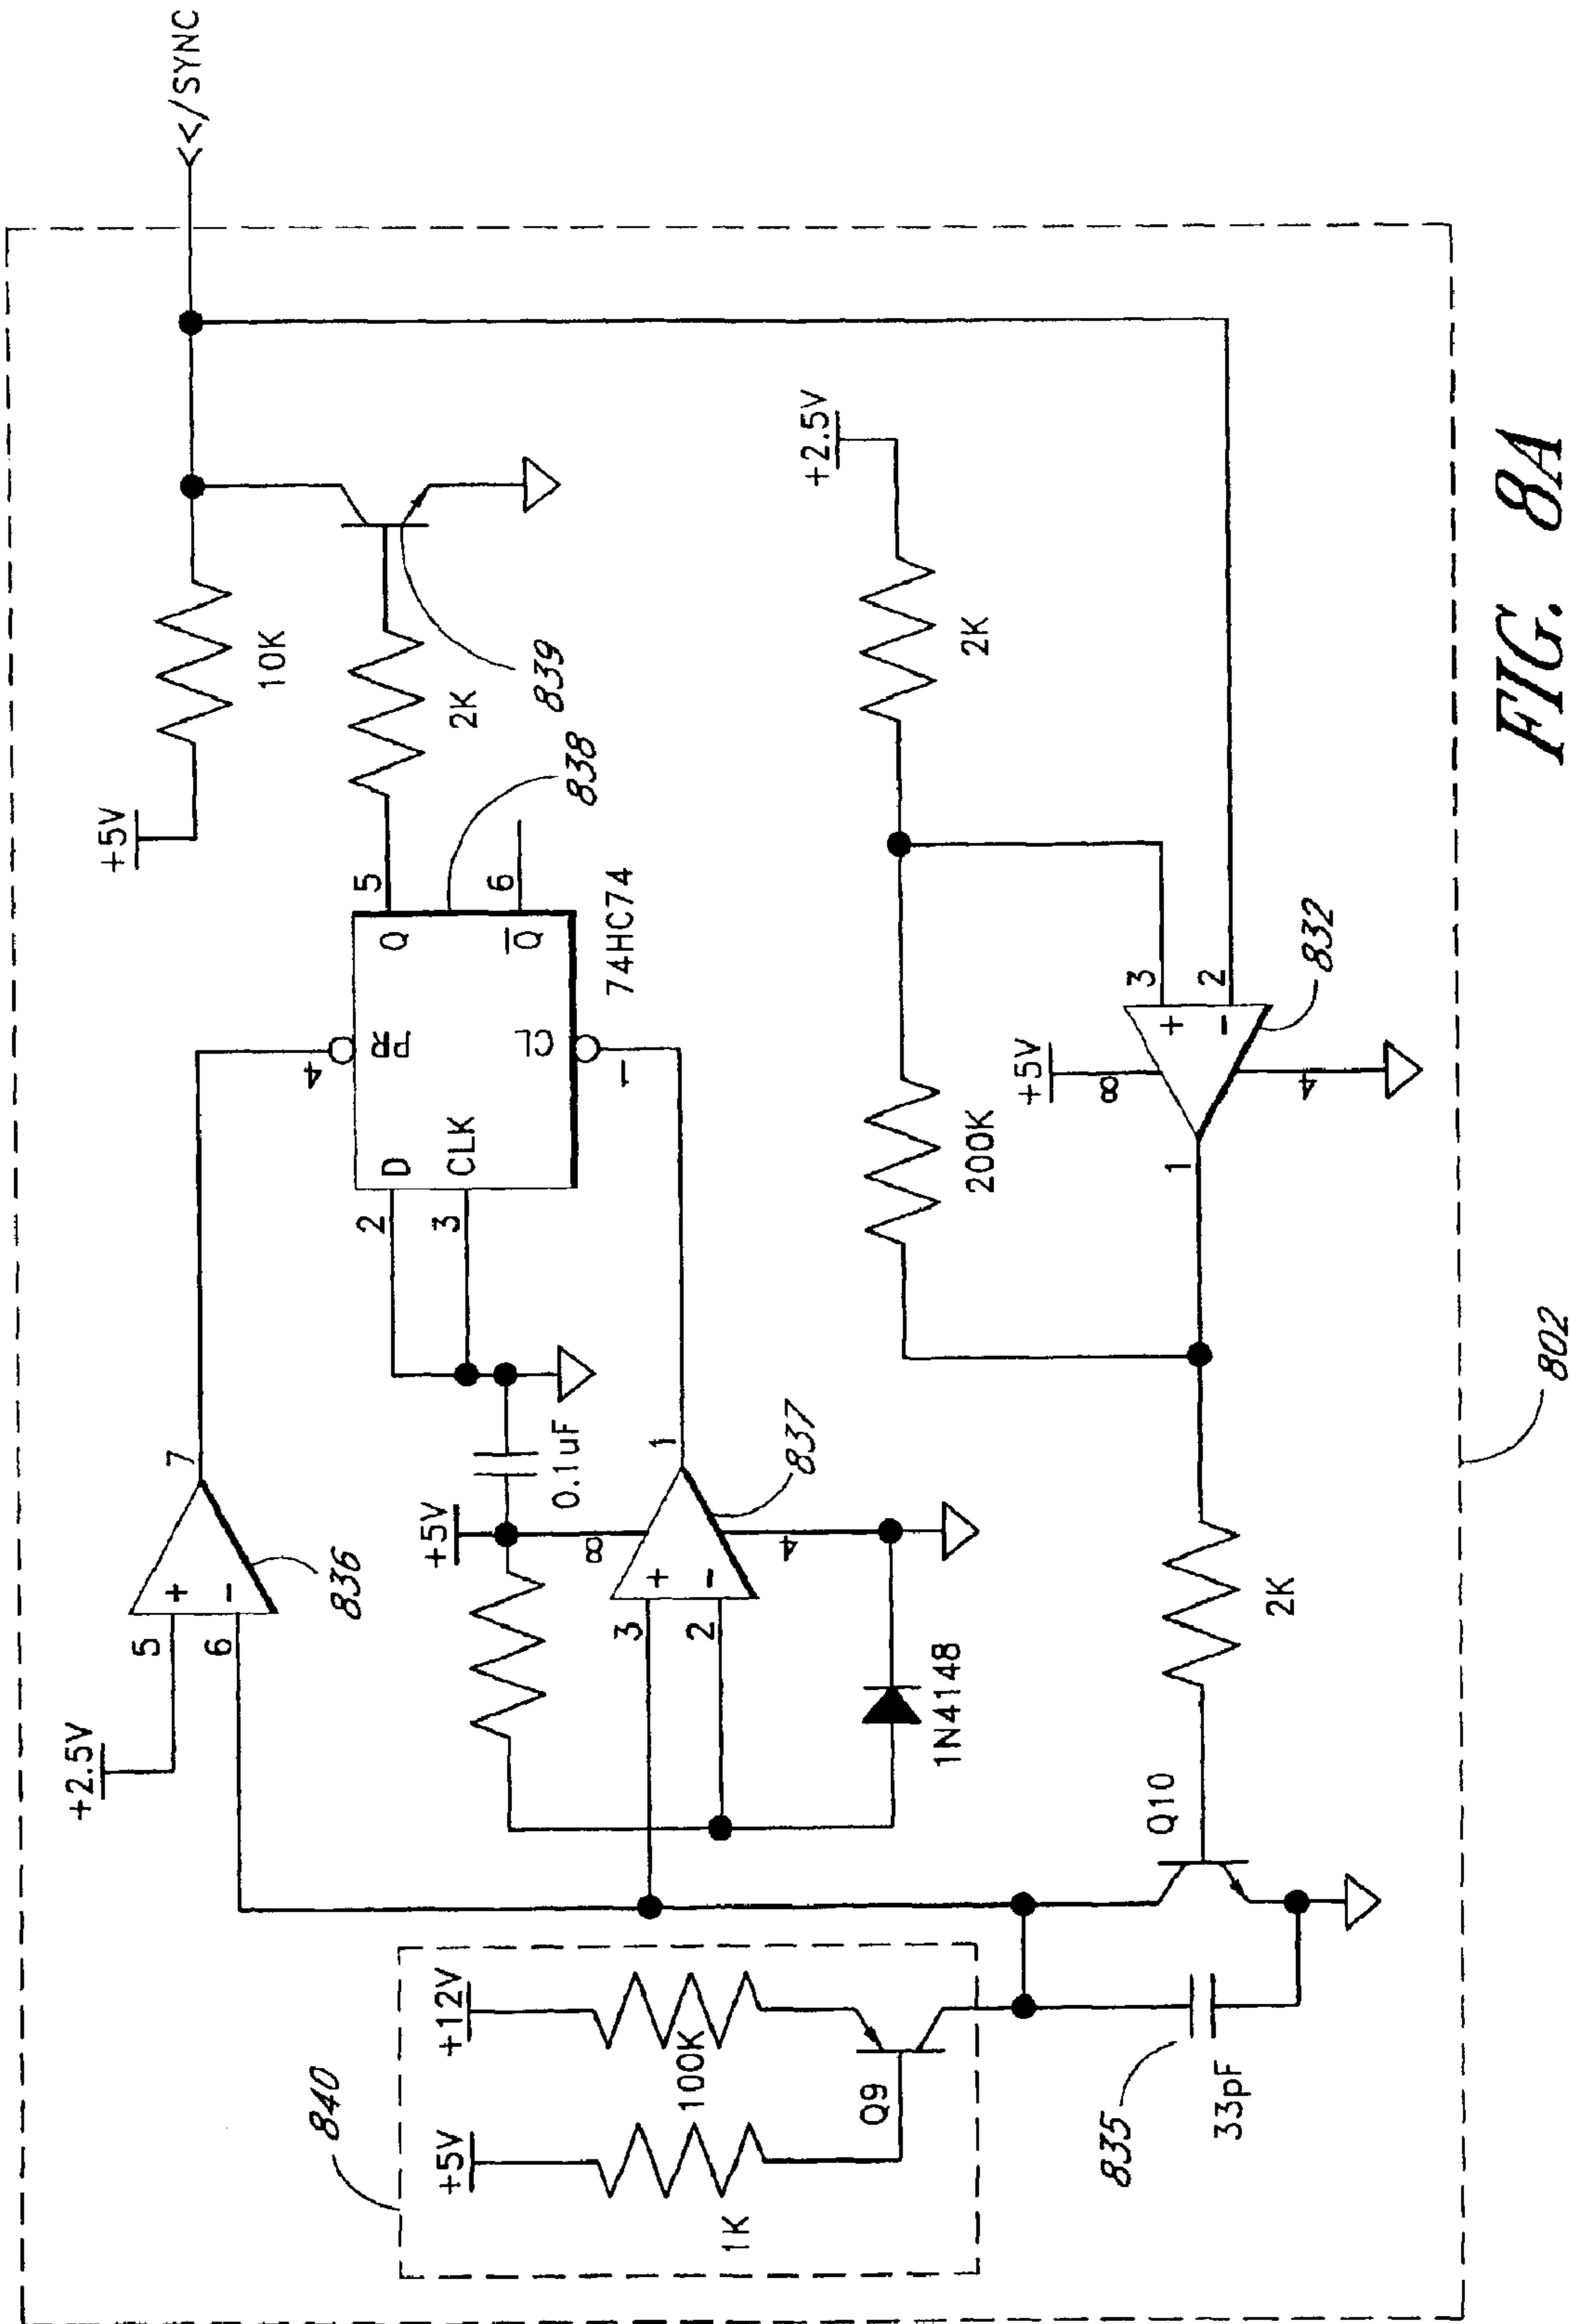 <</SYNC
+5V
10K
+2.5V
5
6
+
-
7
836
4
PR
D
CLK
Q
Q
CL
2
3
5
6
1
2K
839
838
74HC74
+5V
0.1uF
8
3
2
+
-
1
4
837
1N4148
+2.5V
2K
200K
+5V
8
3
2
+
-
1
4
832
2K
Q10
840
+12V
+5V
100K
1K
Q9
835
33pF
802
FIG. 8A